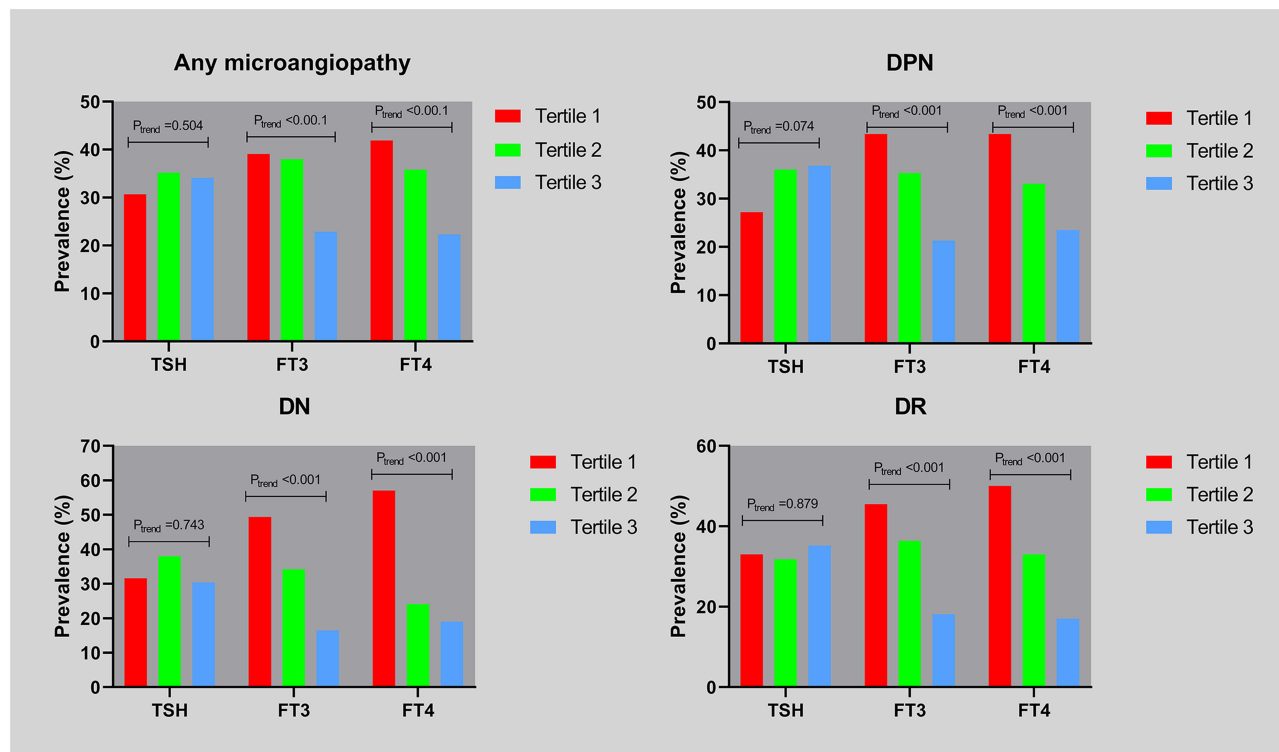 Any microangiopathy
Prevalence (%)
50
40
30
20
10
0
Ptrend =0.504
Ptrend <00.1
Ptrend <00.1
TSH
FT3
FT4
Tertile 1
Tertile 2
Tertile 3
DPN
Prevalence (%)
50
40
30
20
10
0
Ptrend =0.074
Ptrend <0.001
Ptrend <0.001
TSH
FT3
FT4
Tertile 1
Tertile 2
Tertile 3
DN
Prevalence (%)
70
60
50
40
30
20
10
0
Ptrend =0.743
Ptrend <0.001
Ptrend <0.001
TSH
FT3
FT4
Tertile 1
Tertile 2
Tertile 3
DR
Prevalence (%)
60
40
20
0
Ptrend =0.879
Ptrend <0.001
Ptrend <0.001
TSH
FT3
FT4
Tertile 1
Tertile 2
Tertile 3